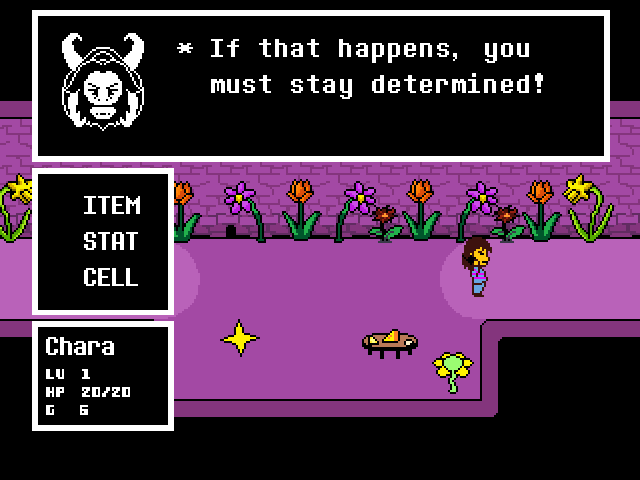 * If that happens, you
must stay determined!
ITEM
STAT
CELL
Chara
LV 1
HP 20/20
G 6